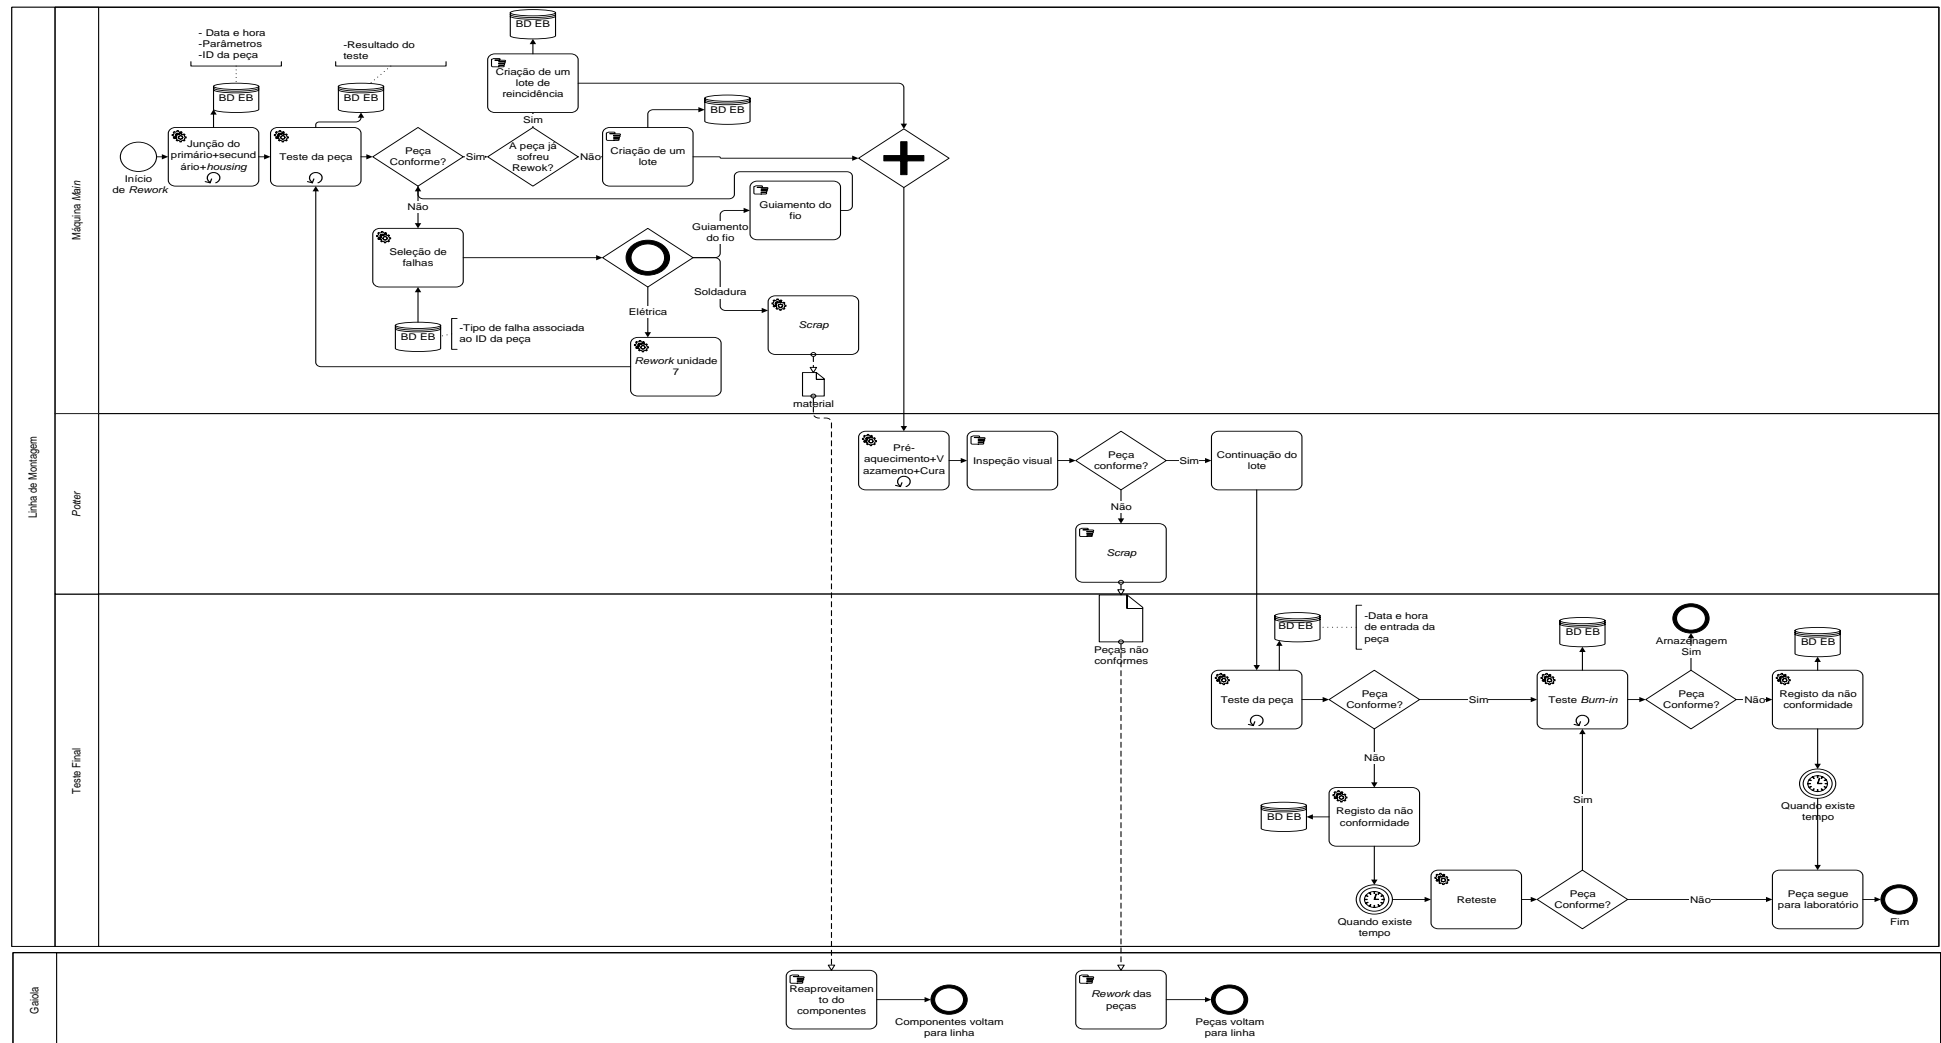 Linha de Montagem
Máquina Main
- Data e hora
-Parâmetros
-ID da peça
BD EB
-Resultado do
teste
BD EB
BD EB
Criação de um
lote de
reincidência
Sim
BD EB
Início
de Rework
Junção do
primário+secund
ário+housing
Teste da peça
Peça
Conforme?
Sim
A peça já
sofreu
Rewok?
Não
Criação de um
lote
Não
Seleção de
falhas
BD EB
-Tipo de falha associada
ao ID da peça
Guiamento
do fio
Guiamento do
fio
Soldadura
Scrap
material
Elétrica
Rework unidade
7
Potter
Pré-
aquecimento+V
azamento+Cura
Inspeção visual
Peça
conforme?
Sim
Continuação do
lote
Não
Scrap
Peças não
conformes
Teste Final
BD EB
-Data e hora
de entrada da
peça
Teste da peça
Peça
Conforme?
Sim
BD EB
Teste Burn-in
Arnazenagem
Sim
Peça
Conforme?
Não
BD EB
Registo da não
conformidade
Quando existe
tempo
Não
BD EB
Registo da não
conformidade
Quando existe
tempo
Reteste
Peça
Conforme?
Sim
Não
Peça segue
para laboratório
Fim
Gaiola
Reaproveitamen
to do
componentes
Componentes voltam
para linha
Rework das
peças
Peças voltam
para linha